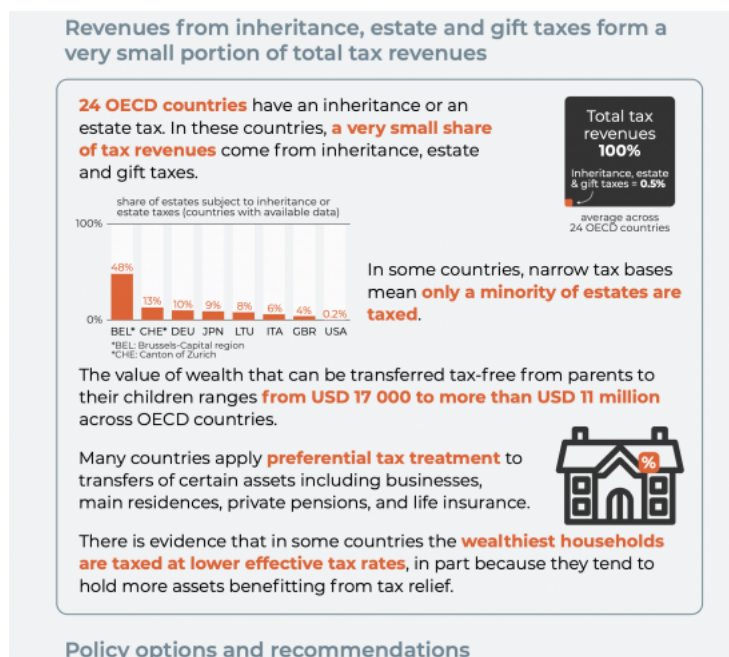 Revenues from inheritance, estate and gift taxes form a
very small portion of total tax revenues
24 OECD countries have an inheritance or an
estate tax. In these countries, a very small share
of tax revenues come from inheritance, estate
and gift taxes.
Total tax
revenues
100%
Inheritance, estate
& gift taxes = 0.5%
average across
24 OECD countries
share of estates subject to inheritance or
estate taxes (countries with available data)
100%
48%
13%
10%
9%
8%
6%
4%
0.2%
0%
BEL* CHE* DEU JPN LTU ITA GBR USA
*BEL: Brussels-Capital region
*CHE: Canton of Zurich
In some countries, narrow tax bases
mean only a minority of estates are
taxed.
The value of wealth that can be transferred tax-free from parents to
their children ranges from USD 17 000 to more than USD 11 million
across OECD countries.
Many countries apply preferential tax treatment to
transfers of certain assets including businesses,
main residences, private pensions, and life insurance.
%
There is evidence that in some countries the wealthiest households
are taxed at lower effective tax rates, in part because they tend to
hold more assets benefitting from tax relief.
Policy options and recommendations